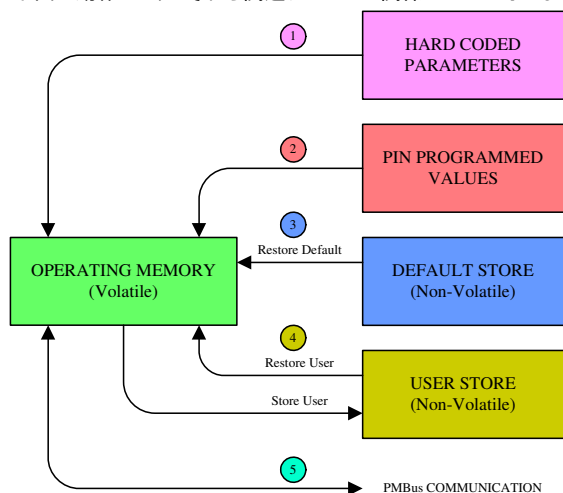 1
HARD CODED
PARAMETERS
2
PIN PROGRAMMED
VALUES
3
Restore Default
OPERATING MEMORY
(Volatile)
DEFAULT STORE
(Non-Volatile)
4
Restore User
Store User
USER STORE
(Non-Volatile)
5
PMBus COMMUNICATION